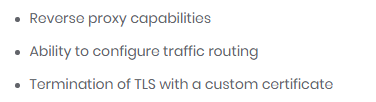 Reverse proxy capabilities
Ability to configure traffic routing
Termination of TLS with a custom certificate